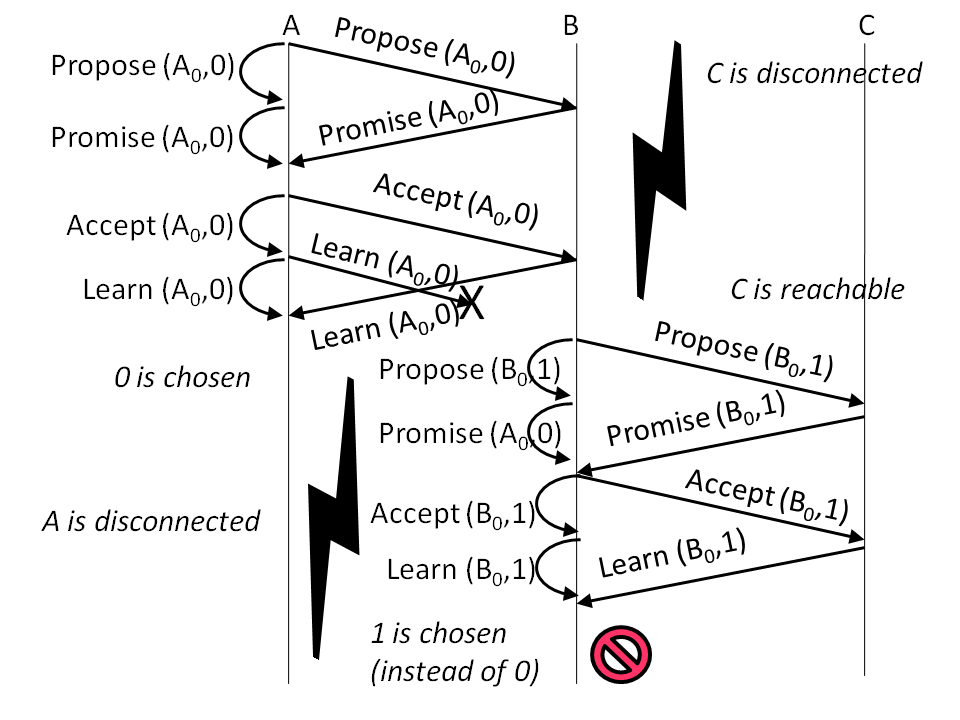 A
B
C
Propose (A₀,0)
Propose (A₀,0)
C is disconnected
Promise (A₀,0)
Promise (A₀,0)
Accept (A₀,0)
Accept (A₀,0)
Learn (A₀,0)
Learn (A₀,0)
X
Learn (A₀,0)
C is reachable
Propose (B₀,1)
0 is chosen
Propose (B₀,1)
Promise (B₀,1)
Promise (A₀,0)
Accept (B₀,1)
A is disconnected
Accept (B₀,1)
Learn (B₀,1)
Learn (B₀,1)
1 is chosen
(instead of 0)